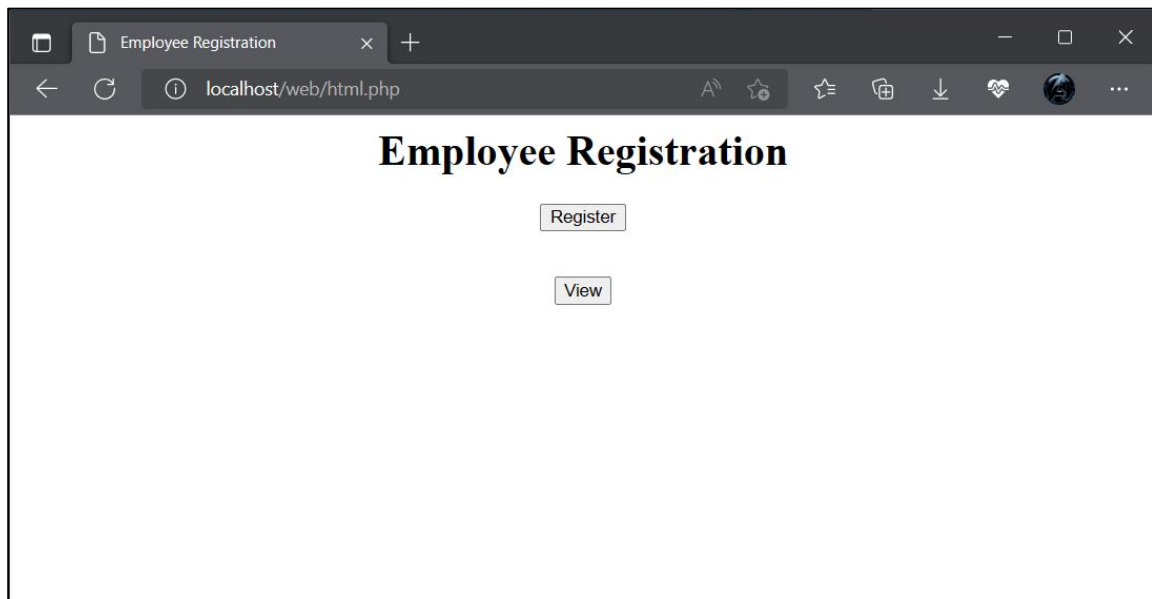 Employee Registration
localhost/web/html.php
Employee Registration
Register
View